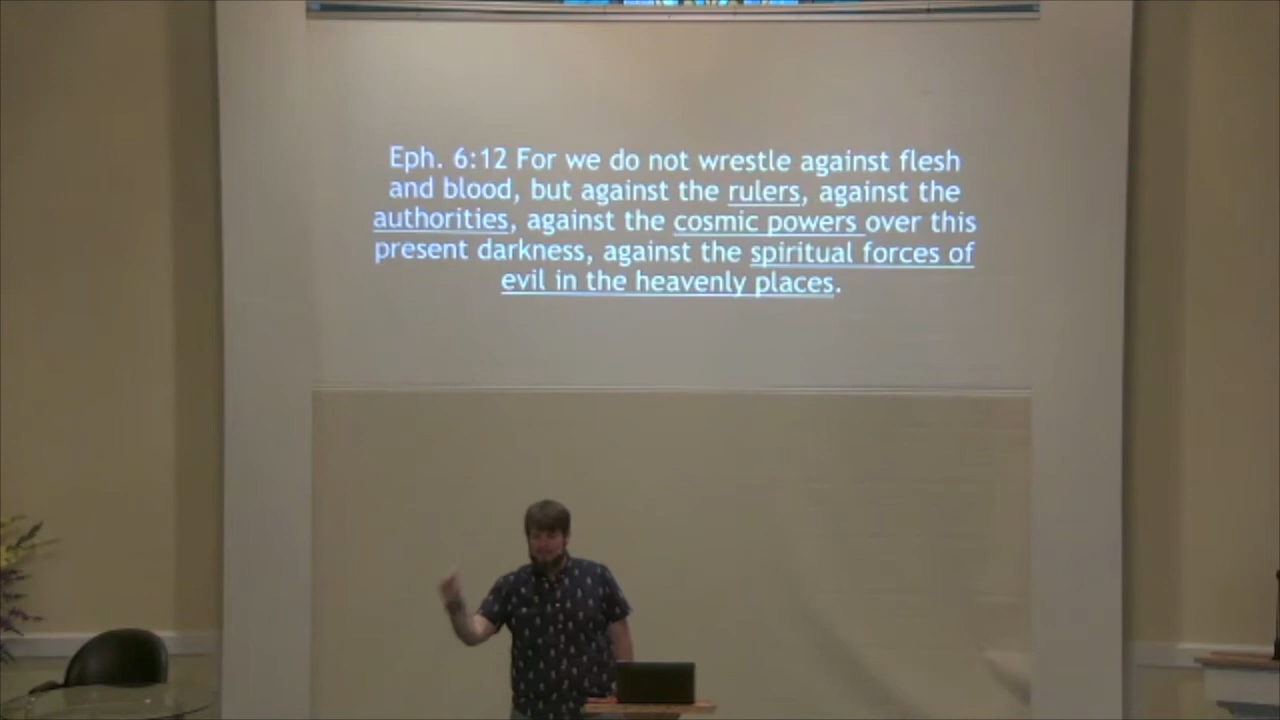 Eph. 6:12 For we do not wrestle against flesh
and blood, but against the rulers, against the
authorities, against the cosmic powers over this
present darkness, against the spiritual forces of
evil in the heavenly places.